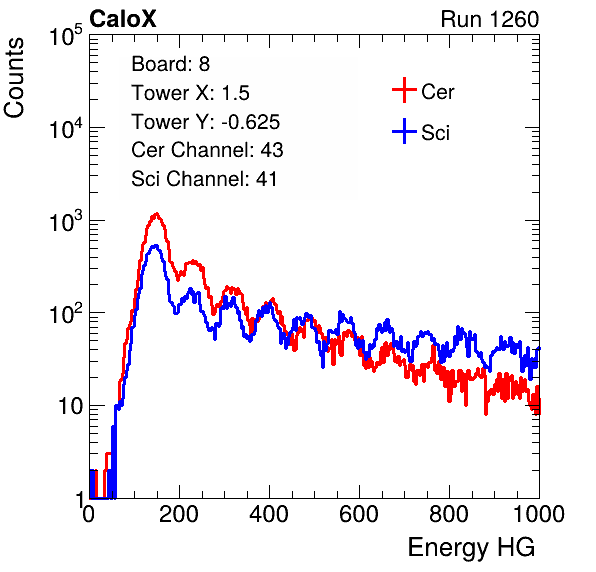 CaloX Run 1260
Counts
10^5
10^4
10^3
10^2
10
1
Board: 8
Tower X: 1.5
Tower Y: -0.625
Cer Channel: 43
Sci Channel: 41
Cer
Sci
0 200 400 600 800 1000
Energy HG